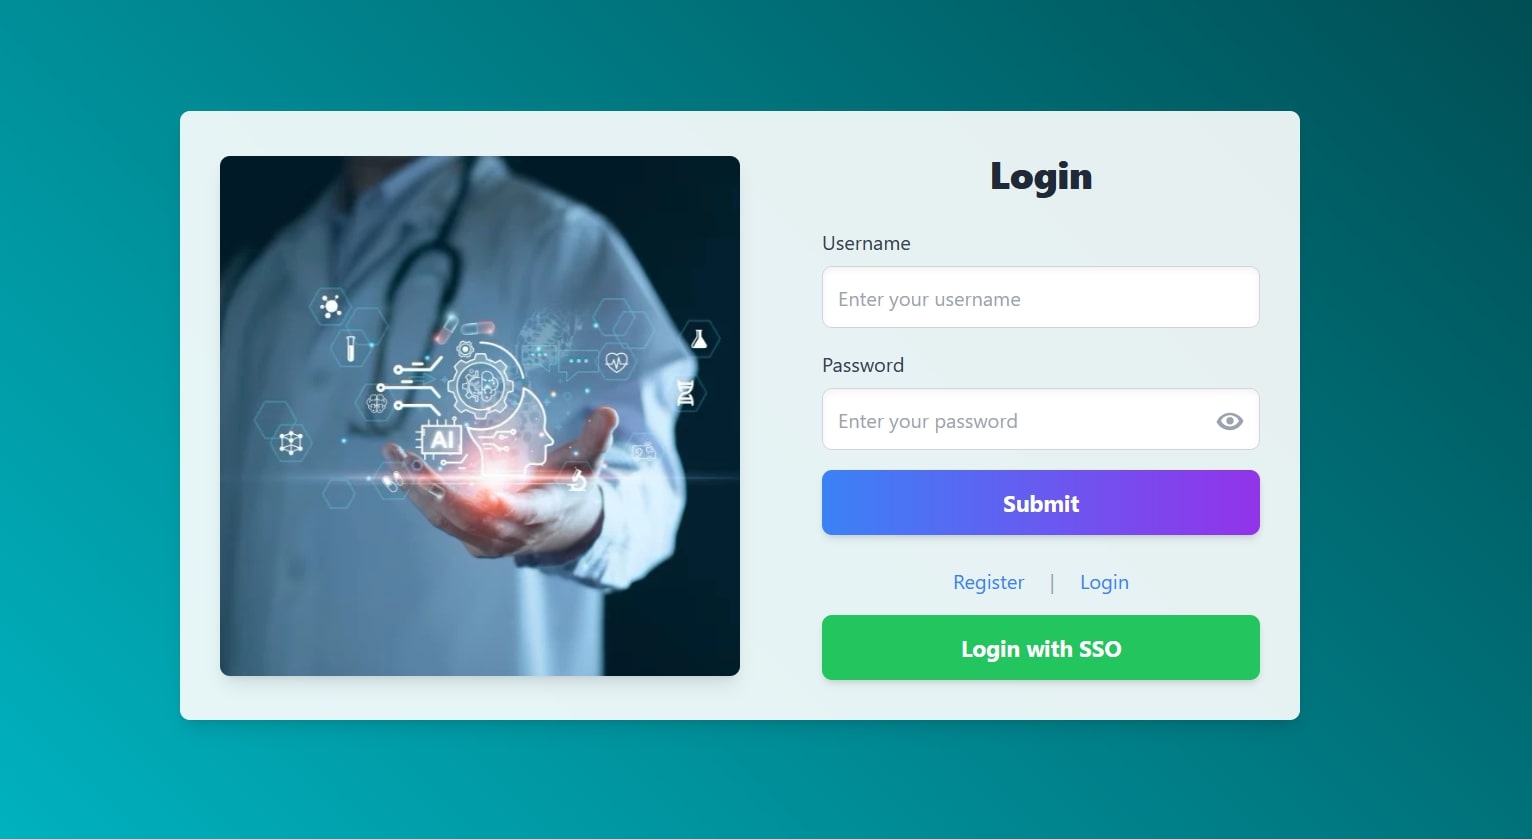 AI
Login
Username
Enter your username
Password
Enter your password
Submit
Register | Login
Login with SSO